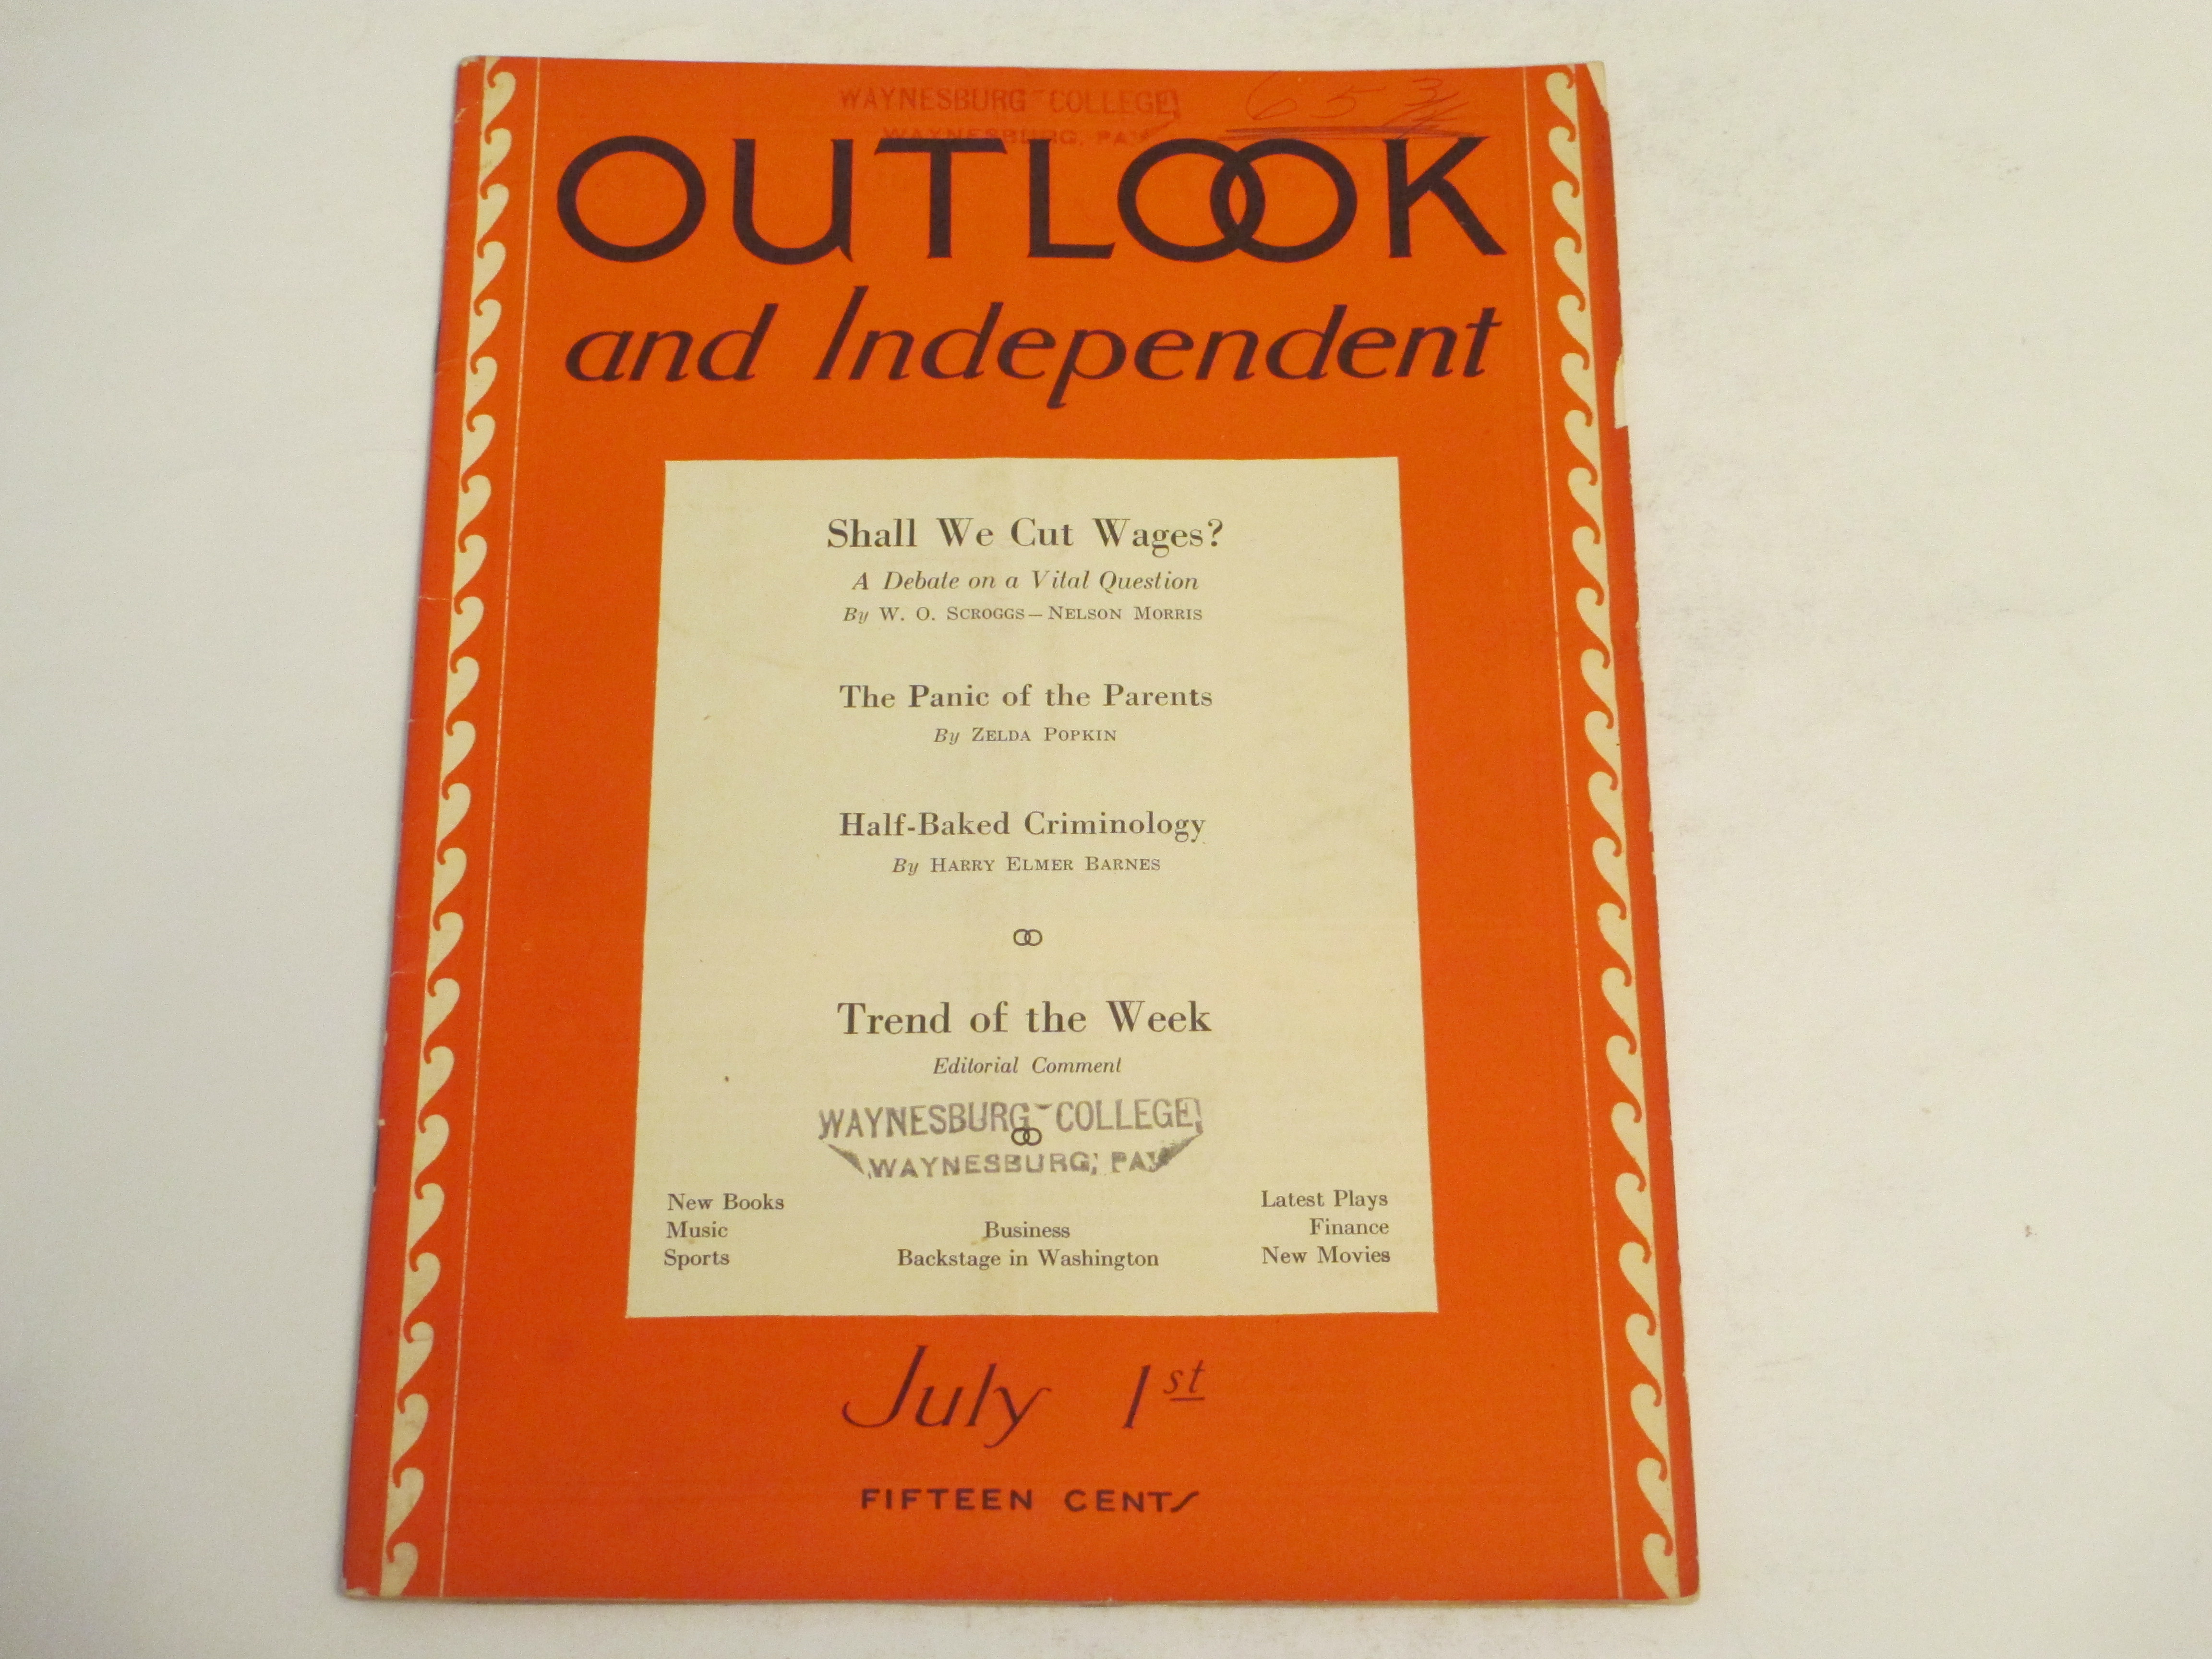 WAYNESBURG COLLEGE
WAYNESBURG, PA
OUTLOOK
and Independent
Shall We Cut Wages?
A Debate on a Vital Question
By W. O. SCROGGS—NELSON MORRIS
The Panic of the Parents
By ZELDA POPKIN
Half-Baked Criminology
By HARRY ELMER BARNES
Trend of the Week
Editorial Comment
WAYNESBURG COLLEGE
WAYNESBURG, PA
New Books
Music
Sports
Business
Backstage in Washington
Latest Plays
Finance
New Movies
July 1st
FIFTEEN CENTS